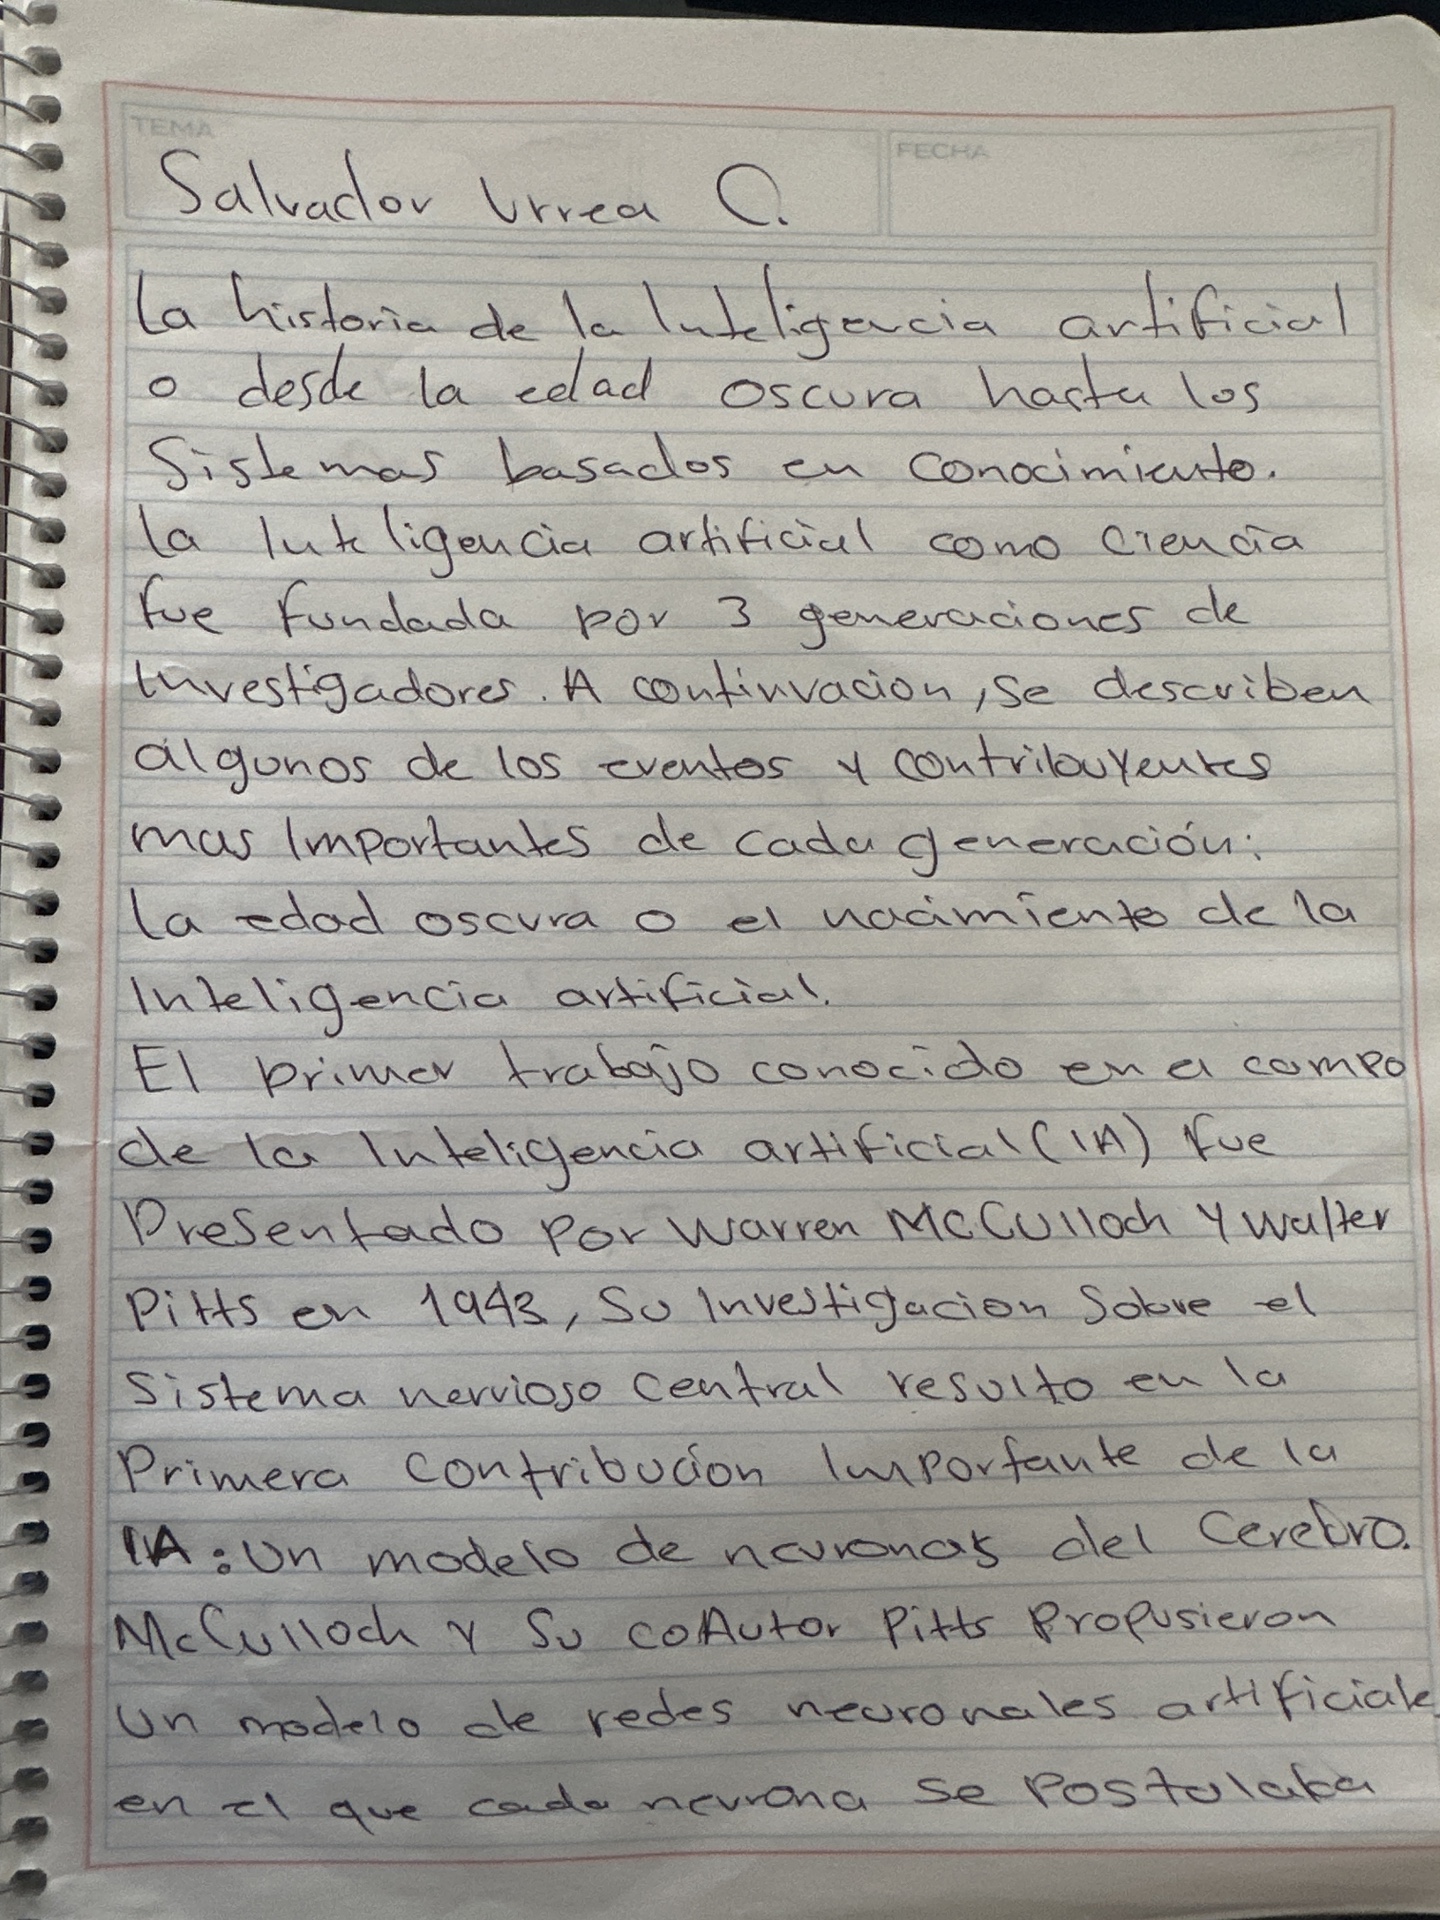 TEMA
FECHA
Salvador Urrea C.
La historia de la Inteligencia artificial
o desde la edad oscura hasta los
Sistemas basados en conocimiento.
La Inteligencia artificial como Ciencia
fue fundada por 3 generaciones de
Investigadores. A continuacion, se describen
algunos de los eventos y contribuyentes
mas Importantes de cada generación:
La edad oscura o el nacimiento de la
Inteligencia artificial.
El primer trabajo conocido en el campo
de la Inteligencia artificial (IA) fue
Presentado por Warren McCulloch y Walter
Pitts en 1943, Su Investigacion Sobre el
Sistema nervioso Central resulto en la
Primera contribución Importante de la
IA: Un modelo de neuronas del Cerebro.
McCulloch y Su coAutor Pitts Propusieron
Un modelo de redes neuronales artificiale
en el que cada neurona se Postulaba